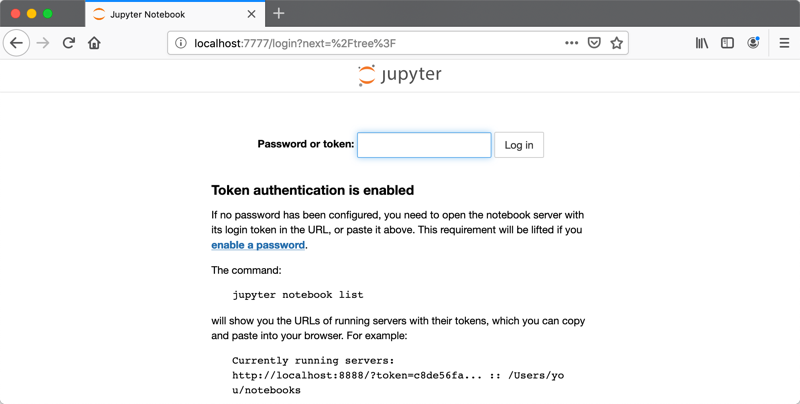 Jupyter Notebook
localhost:7777/login?next=%2Ftree%3F
jupyter
Password or token:
Log in
Token authentication is enabled
If no password has been configured, you need to open the notebook server with
its login token in the URL, or paste it above. This requirement will be lifted if you
enable a password.
The command:
jupyter notebook list
will show you the URLs of running servers with their tokens, which you can copy
and paste into your browser. For example:
Currently running servers:
http://localhost:8888/?token=c8de56fa... :: /Users/yo
u/notebooks